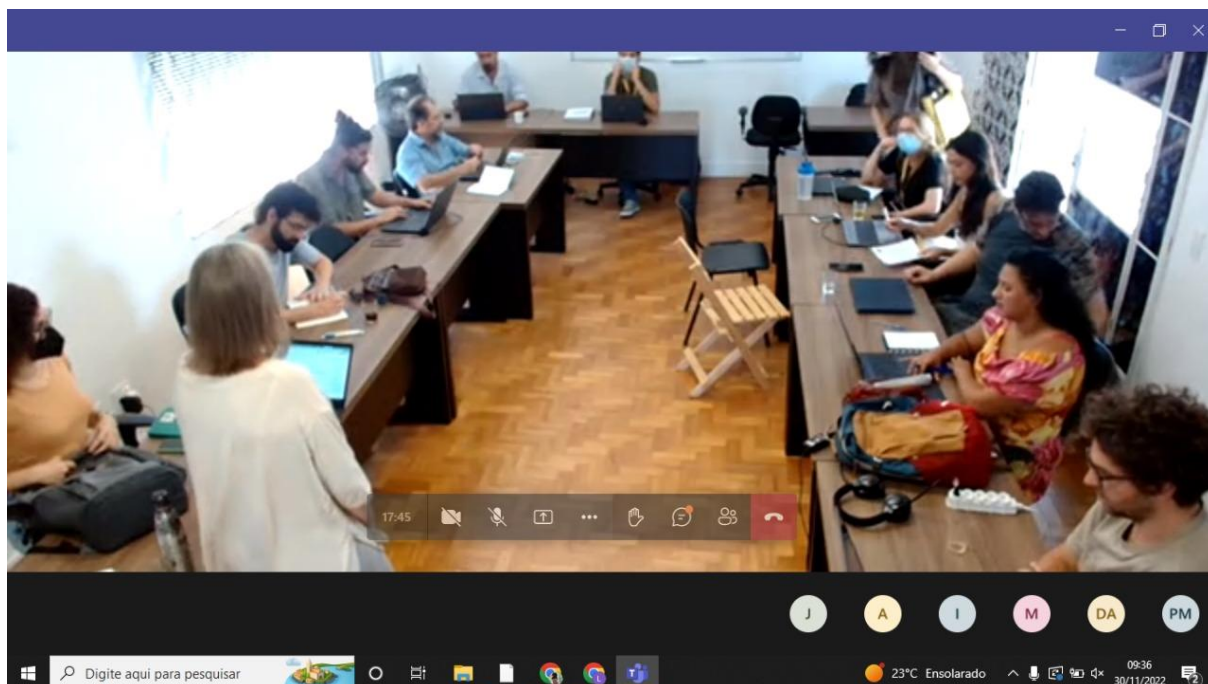 17:45
J
A
I
M
DA
PM
Digite aqui para pesquisar
23°C Ensolarado
09:36
30/11/2022
2